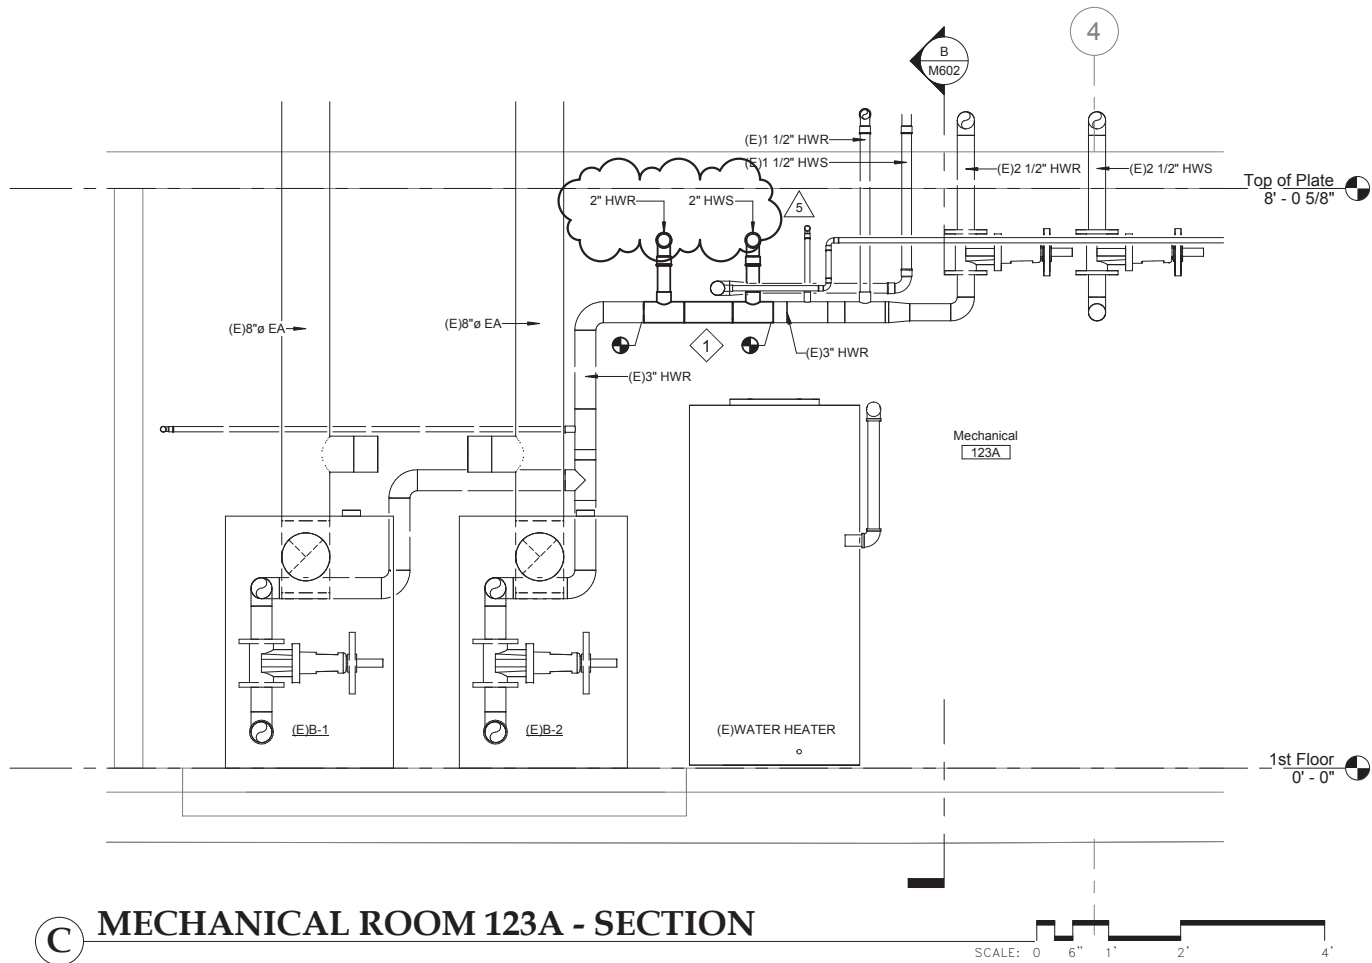 4
B
M602
(E)1 1/2" HWR
(E)1 1/2" HWS
(E)2 1/2" HWR
(E)2 1/2" HWS
Top of Plate
8' - 0 5/8"
2" HWR
2" HWS
5
(E)8"ø EA
(E)8"ø EA
1
(E)3" HWR
(E)3" HWR
Mechanical
123A
(E)B-1
(E)B-2
(E)WATER HEATER
1st Floor
0' - 0"
C
MECHANICAL ROOM 123A - SECTION
SCALE: 0 6" 1' 2' 4'